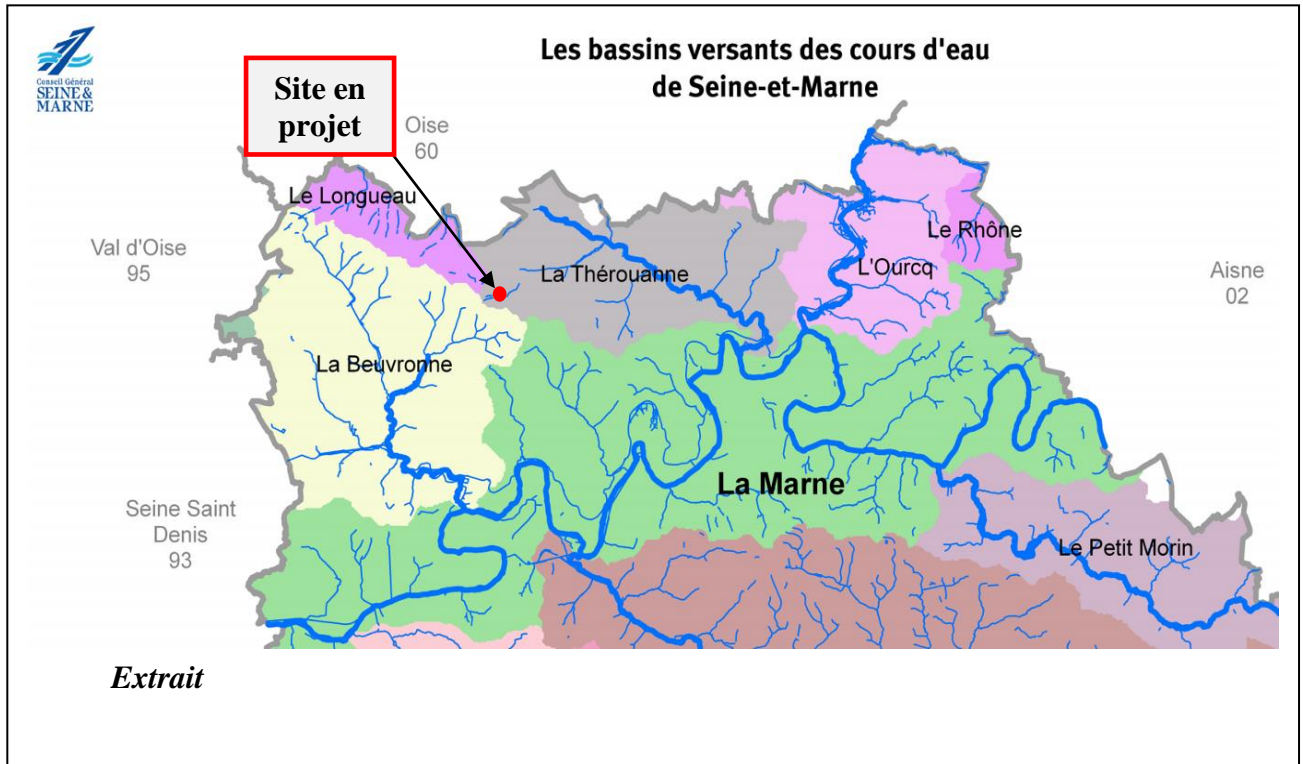 Conseil Général
SEINE &
MARNE
Les bassins versants des cours d'eau
de Seine-et-Marne
Site en
projet
Oise
60
Le Longueau
Val d'Oise
95
La Thérouanne
Le Rhône
L'Ourcq
Aisne
02
La Beuvronne
La Marne
Seine Saint
Denis
93
Le Petit Morin
Extrait